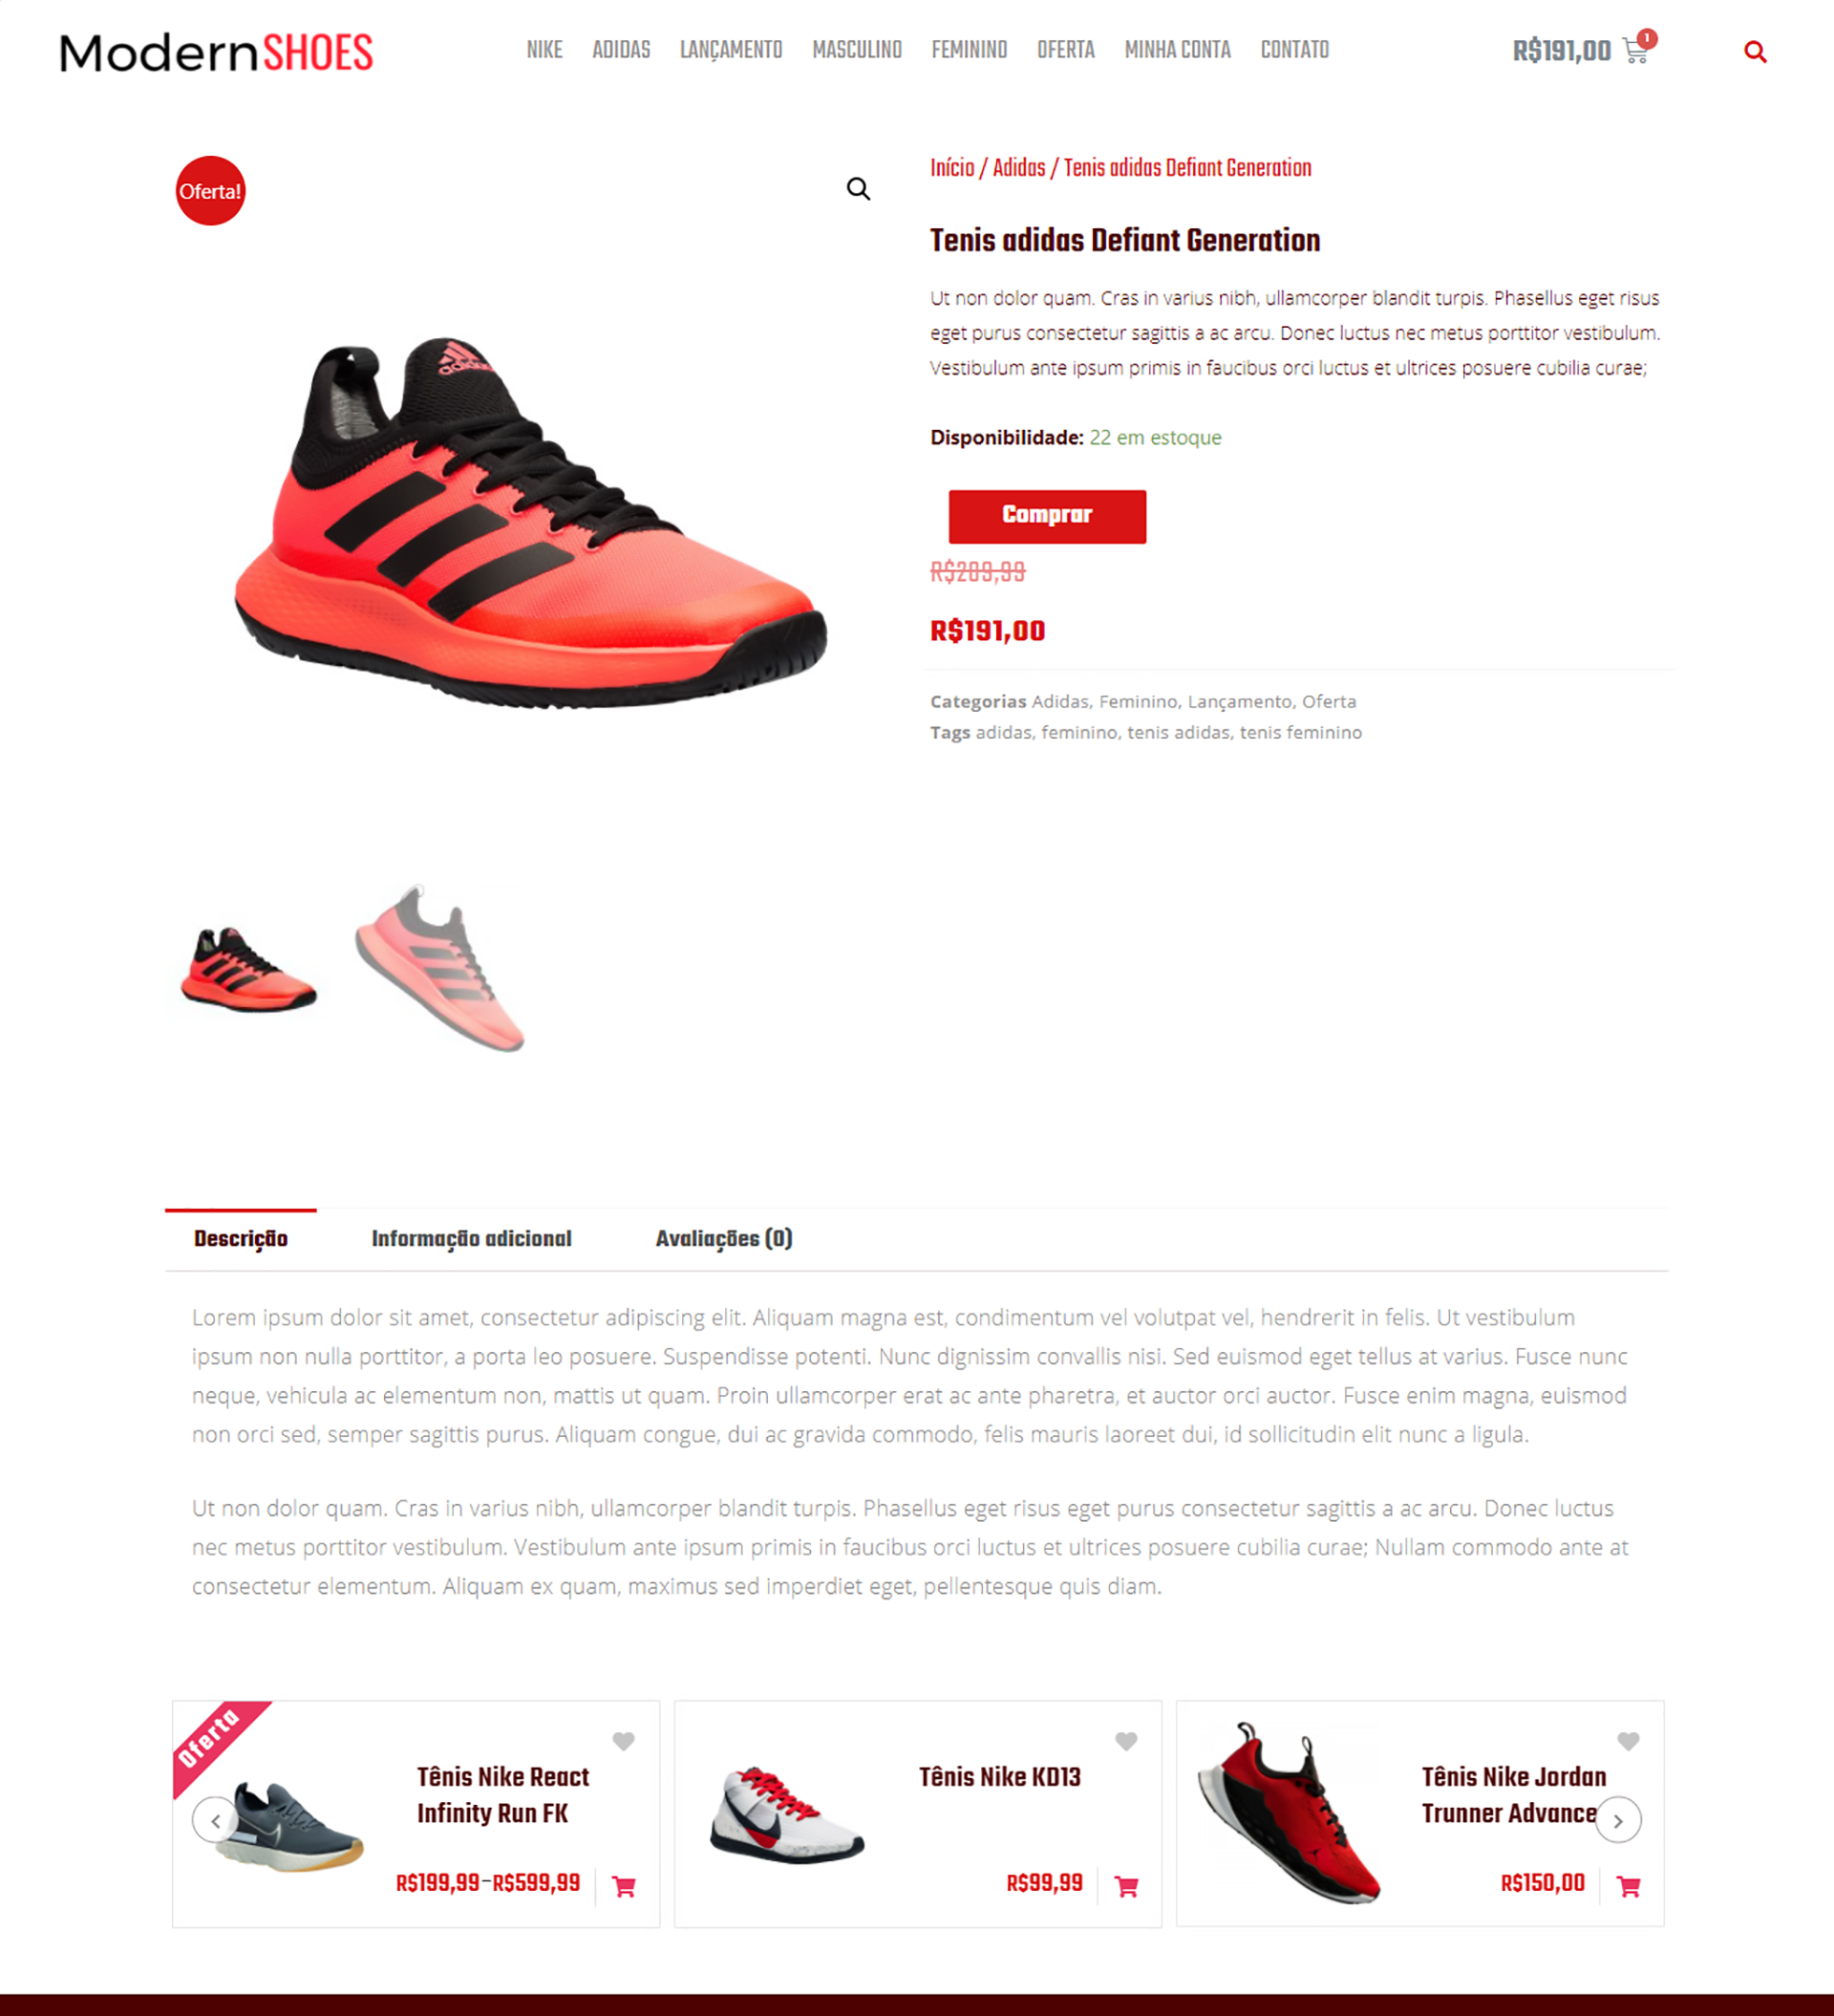 ModernSHOES
NIKE ADIDAS LANÇAMENTO MASCULINO FEMININO OFERTA MINHA CONTA CONTATO
R$191,00 1
Oferta!
Início / Adidas / Tenis adidas Defiant Generation
Tenis adidas Defiant Generation
Ut non dolor quam. Cras in varius nibh, ullamcorper blandit turpis. Phasellus eget risus
eget purus consectetur sagittis a ac arcu. Donec luctus nec metus porttitor vestibulum.
Vestibulum ante ipsum primis in faucibus orci luctus et ultrices posuere cubilia curae;
Disponibilidade: 22 em estoque
Comprar
R$209,99
R$191,00
Categorias Adidas, Feminino, Lançamento, Oferta
Tags adidas, feminino, tenis adidas, tenis feminino
adidas
Descrição Informação adicional Avaliações (0)
Lorem ipsum dolor sit amet, consectetur adipiscing elit. Aliquam magna est, condimentum vel volutpat vel, hendrerit in felis. Ut vestibulum
ipsum non nulla porttitor, a porta leo posuere. Suspendisse potenti. Nunc dignissim convallis nisi. Sed euismod eget tellus at varius. Fusce nunc
neque, vehicula ac elementum non, mattis ut quam. Proin ullamcorper erat ac ante pharetra, et auctor orci auctor. Fusce enim magna, euismod
non orci sed, semper sagittis purus. Aliquam congue, dui ac gravida commodo, felis mauris laoreet dui, id sollicitudin elit nunc a ligula.
Ut non dolor quam. Cras in varius nibh, ullamcorper blandit turpis. Phasellus eget risus eget purus consectetur sagittis a ac arcu. Donec luctus
nec metus porttitor vestibulum. Vestibulum ante ipsum primis in faucibus orci luctus et ultrices posuere cubilia curae; Nullam commodo ante at
consectetur elementum. Aliquam ex quam, maximus sed imperdiet eget, pellentesque quis diam.
Oferta
Tênis Nike React
Infinity Run FK
R$199,99–R$599,99
Tênis Nike KD13
R$99,99
Tênis Nike Jordan
Trunner Advance
R$150,00